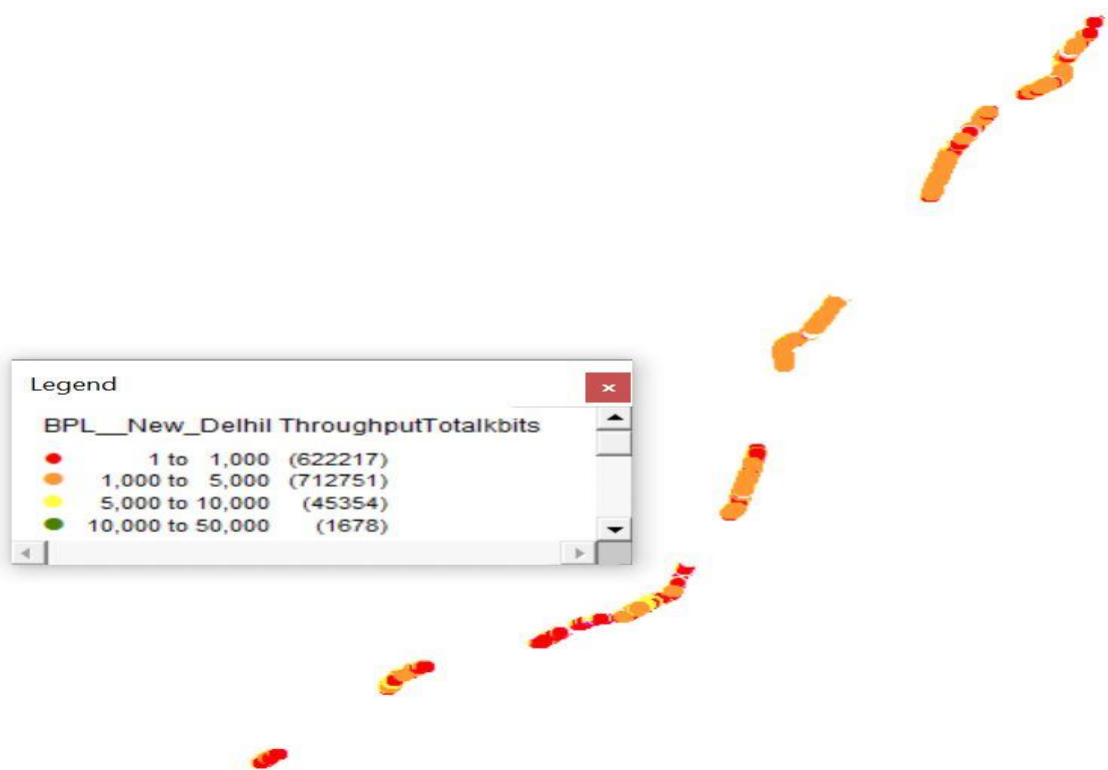 Legend
BPL__New_Delhil ThroughputTotalkbits
1 to 1,000 (622217)
1,000 to 5,000 (712751)
5,000 to 10,000 (45354)
10,000 to 50,000 (1678)